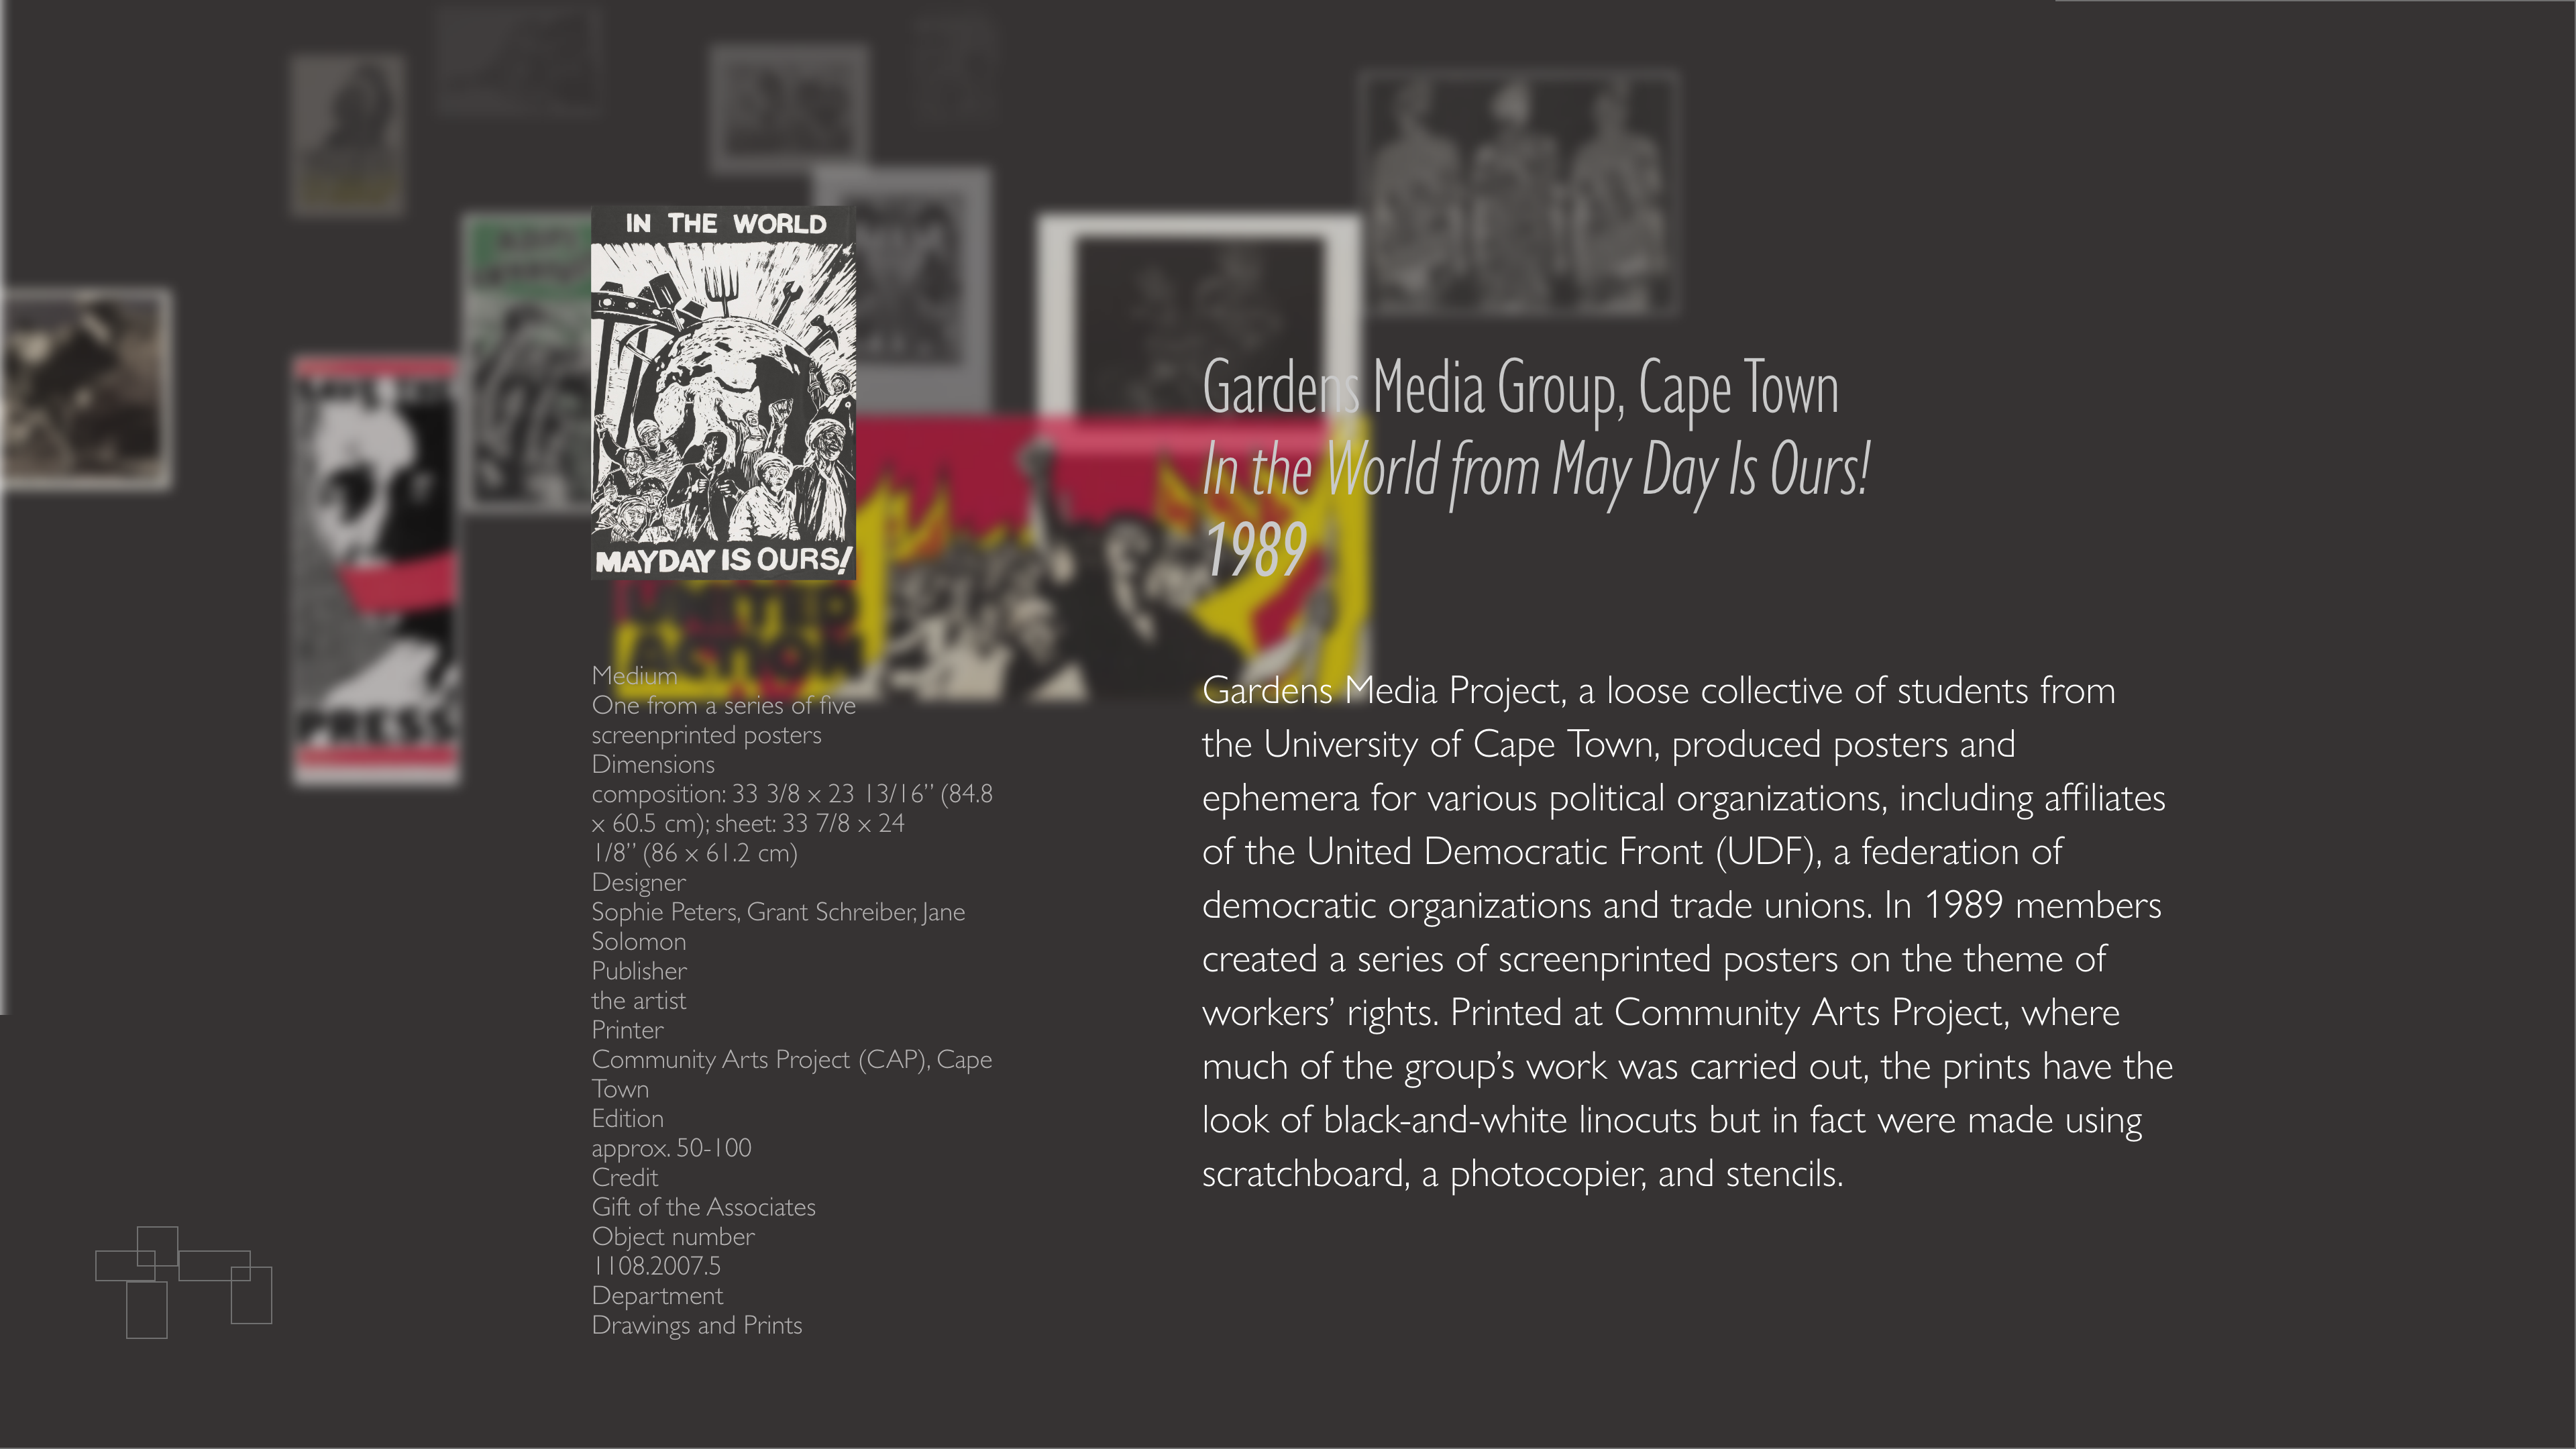 IN THE WORLD
MAYDAY IS OURS!
PRESS
UNITED
ACTION
Gardens Media Group, Cape Town
In the World from May Day Is Ours!
1989
Medium
One from a series of five
screenprinted posters
Dimensions
composition: 33 3/8 x 23 13/16” (84.8
x 60.5 cm); sheet: 33 7/8 x 24
1/8” (86 x 61.2 cm)
Designer
Sophie Peters, Grant Schreiber, Jane
Solomon
Publisher
the artist
Printer
Community Arts Project (CAP), Cape
Town
Edition
approx. 50-100
Credit
Gift of the Associates
Object number
1108.2007.5
Department
Drawings and Prints
Gardens Media Project, a loose collective of students from
the University of Cape Town, produced posters and
ephemera for various political organizations, including affiliates
of the United Democratic Front (UDF), a federation of
democratic organizations and trade unions. In 1989 members
created a series of screenprinted posters on the theme of
workers’ rights. Printed at Community Arts Project, where
much of the group’s work was carried out, the prints have the
look of black-and-white linocuts but in fact were made using
scratchboard, a photocopier, and stencils.